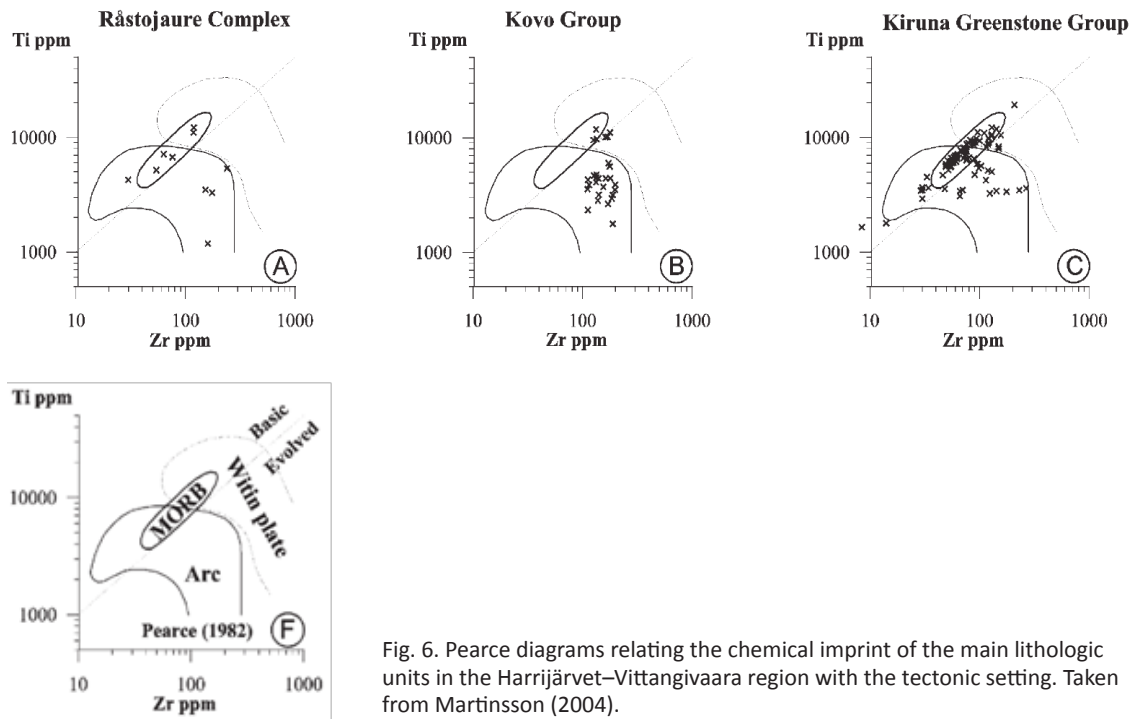 Råstojaure Complex
Ti ppm
10000
1000
10
100
1000
Zr ppm
A
Kovo Group
Ti ppm
10000
1000
10
100
1000
Zr ppm
B
Kiruna Greenstone Group
Ti ppm
10000
1000
10
100
1000
Zr ppm
C
Ti ppm
10000
1000
10
100
1000
Zr ppm
Basic
Evolved
Witin plate
MORB
Arc
Pearce (1982)
F
Fig. 6. Pearce diagrams relating the chemical imprint of the main lithologic
units in the Harrijärvet–Vittangivaara region with the tectonic setting. Taken
from Martinsson (2004).